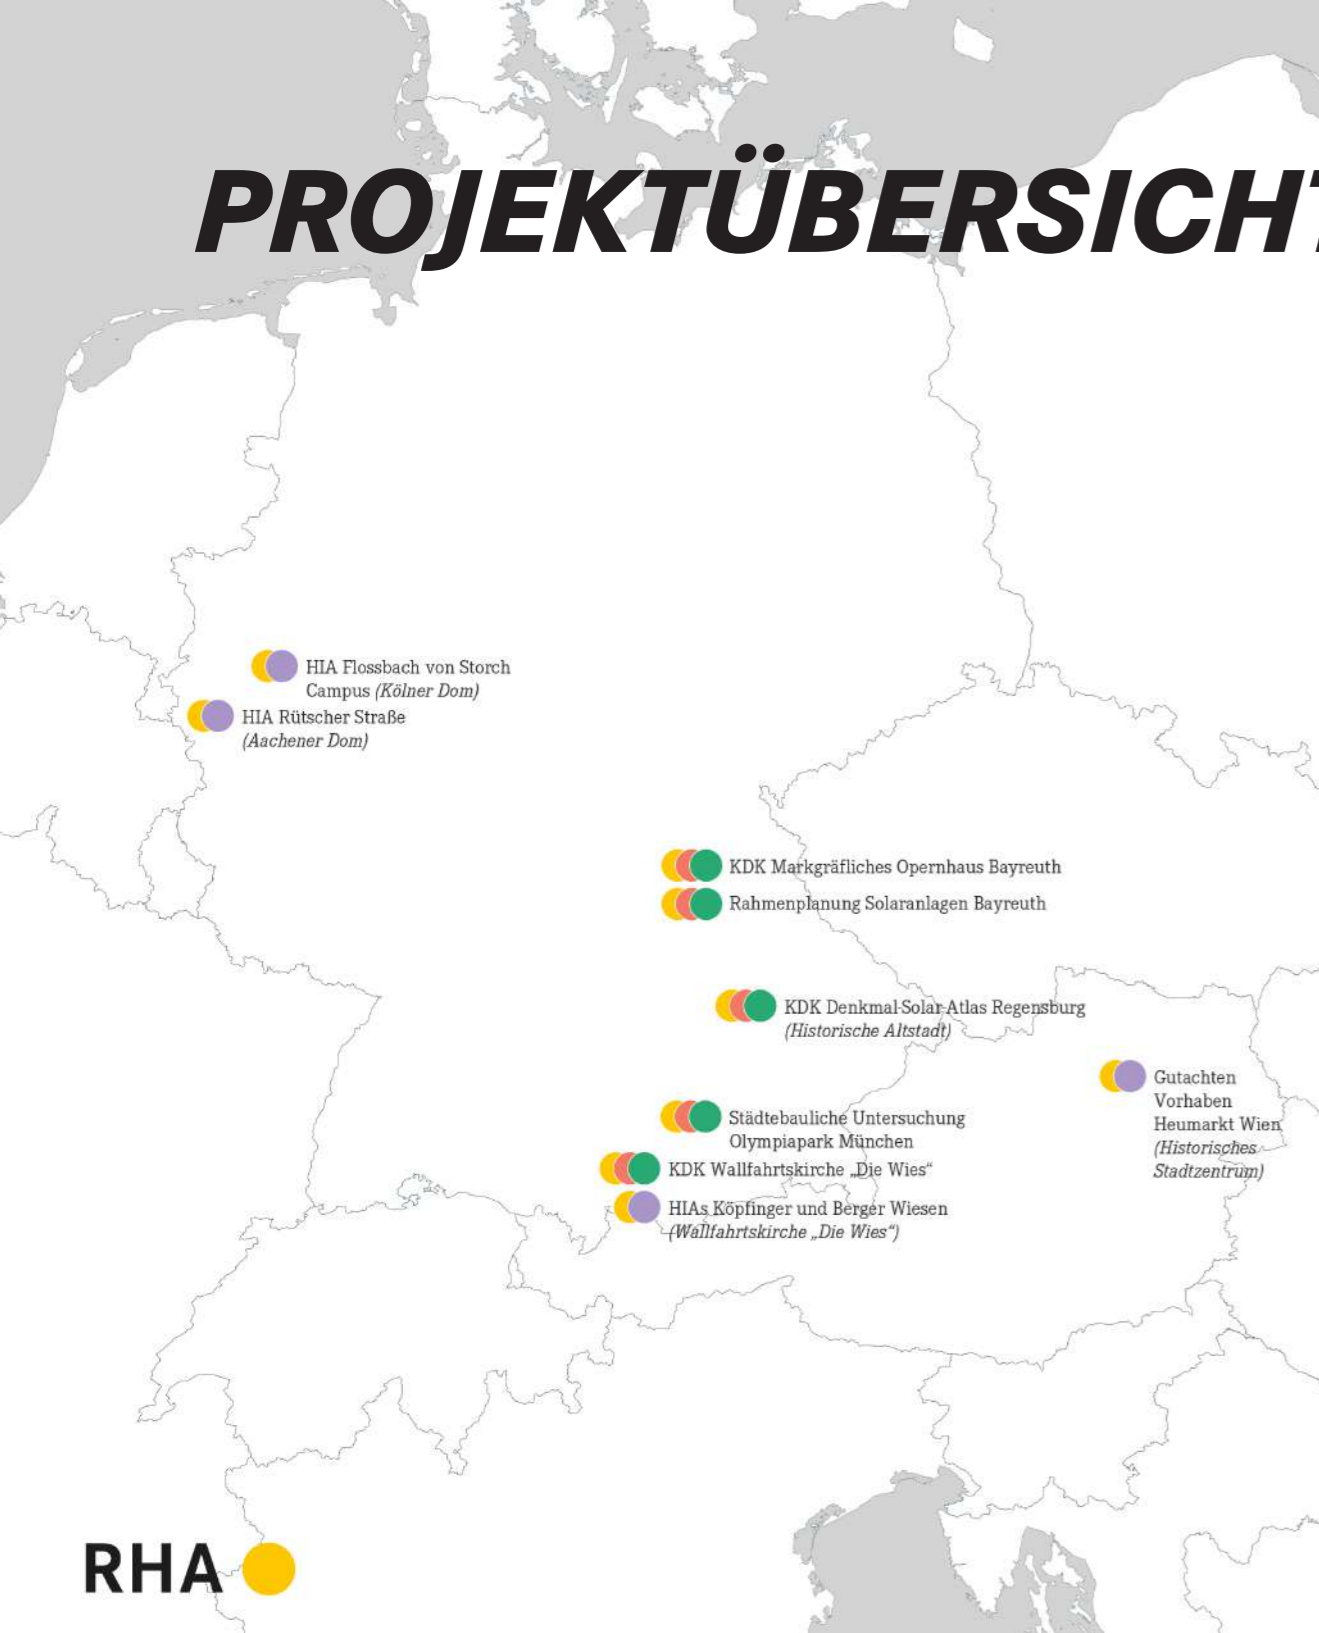 PROJEKTÜBERSICHT
HIA Flossbach von Storch
Campus (Kölner Dom)
HIA Rütscher Straße
(Aachener Dom)
KDK Markgräfliches Opernhaus Bayreuth
Rahmenplanung Solaranlagen Bayreuth
KDK Denkmal-Solar-Atlas Regensburg
(Historische Altstadt)
Gutachten
Vorhaben
Heumarkt Wien
(Historisches
Stadtzentrum)
Städtebauliche Untersuchung
Olympiapark München
KDK Wallfahrtskirche „Die Wies“
HIAs Köpfinger und Berger Wiesen
(Wallfahrtskirche „Die Wies“)
RHA